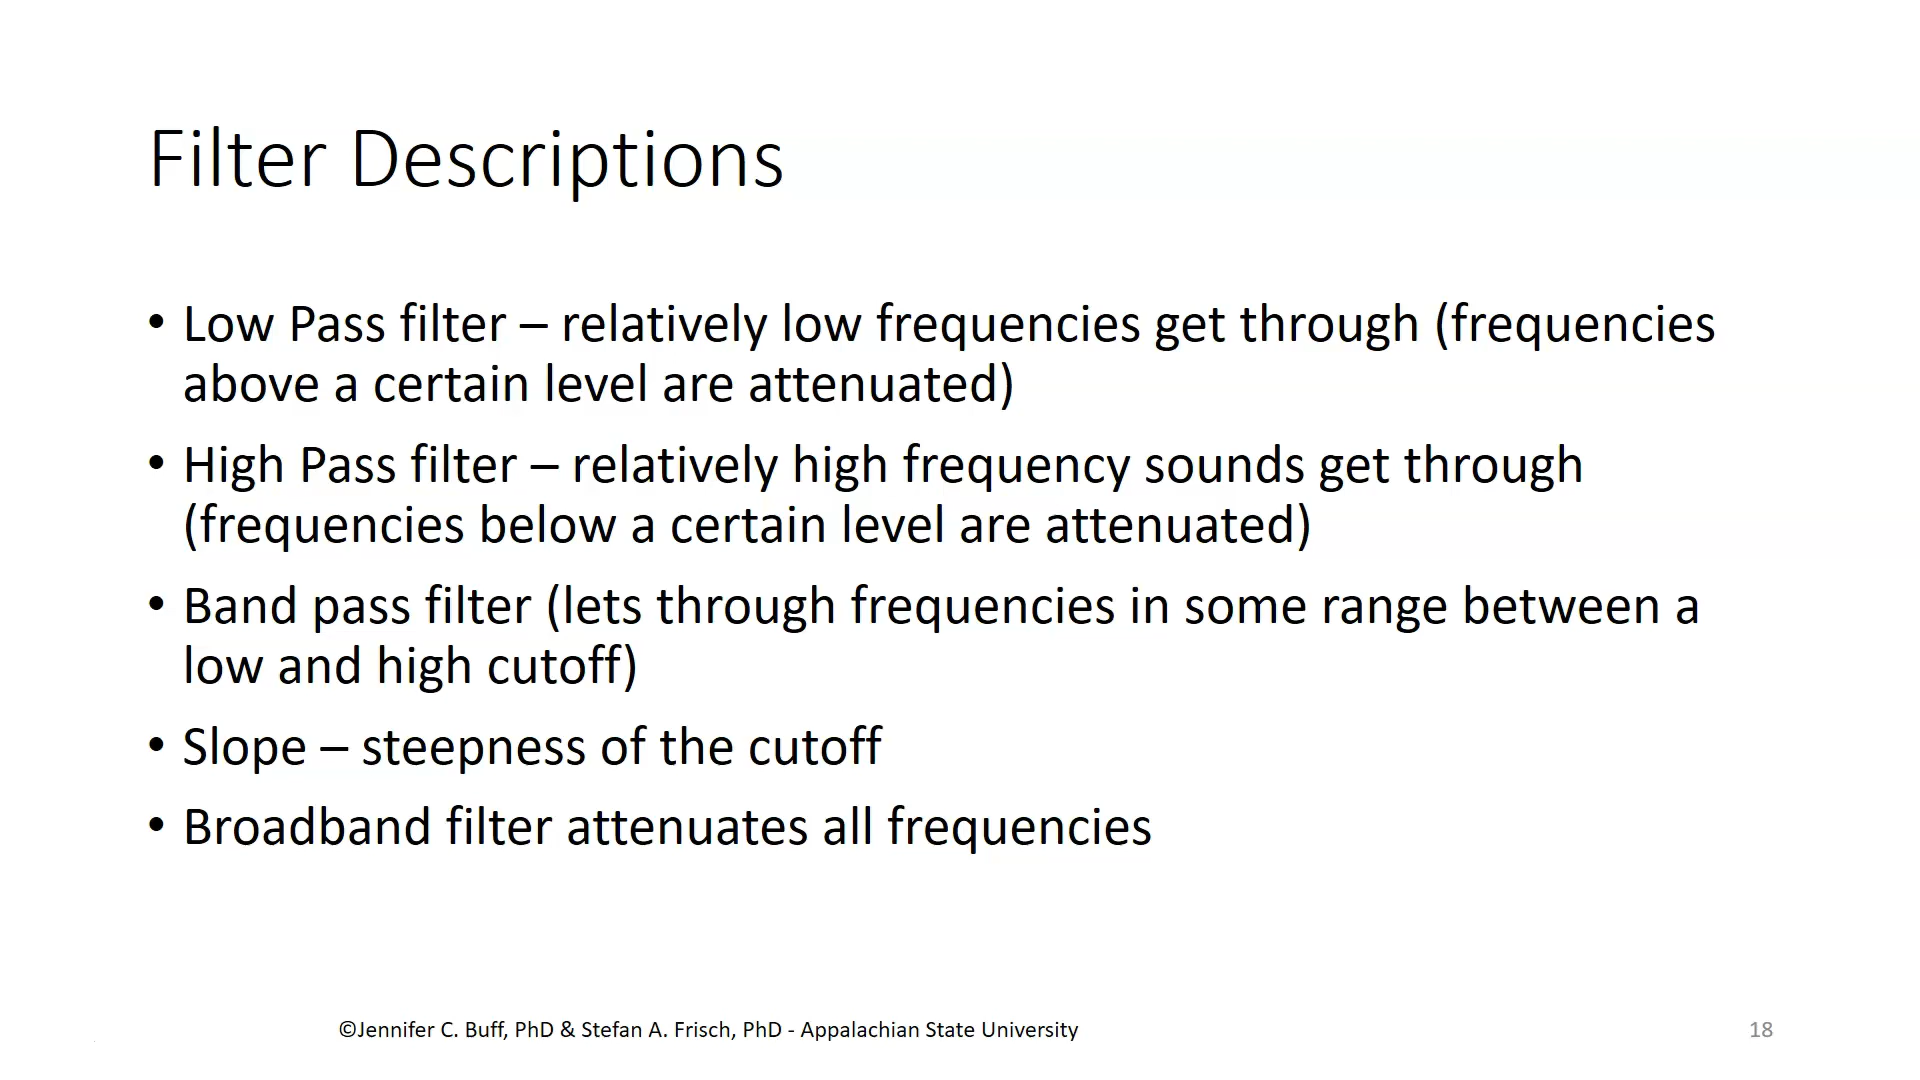 Filter Descriptions
• Low Pass filter – relatively low frequencies get through (frequencies
above a certain level are attenuated)
• High Pass filter – relatively high frequency sounds get through
(frequencies below a certain level are attenuated)
• Band pass filter (lets through frequencies in some range between a
low and high cutoff)
• Slope – steepness of the cutoff
• Broadband filter attenuates all frequencies
©Jennifer C. Buff, PhD & Stefan A. Frisch, PhD - Appalachian State University
18